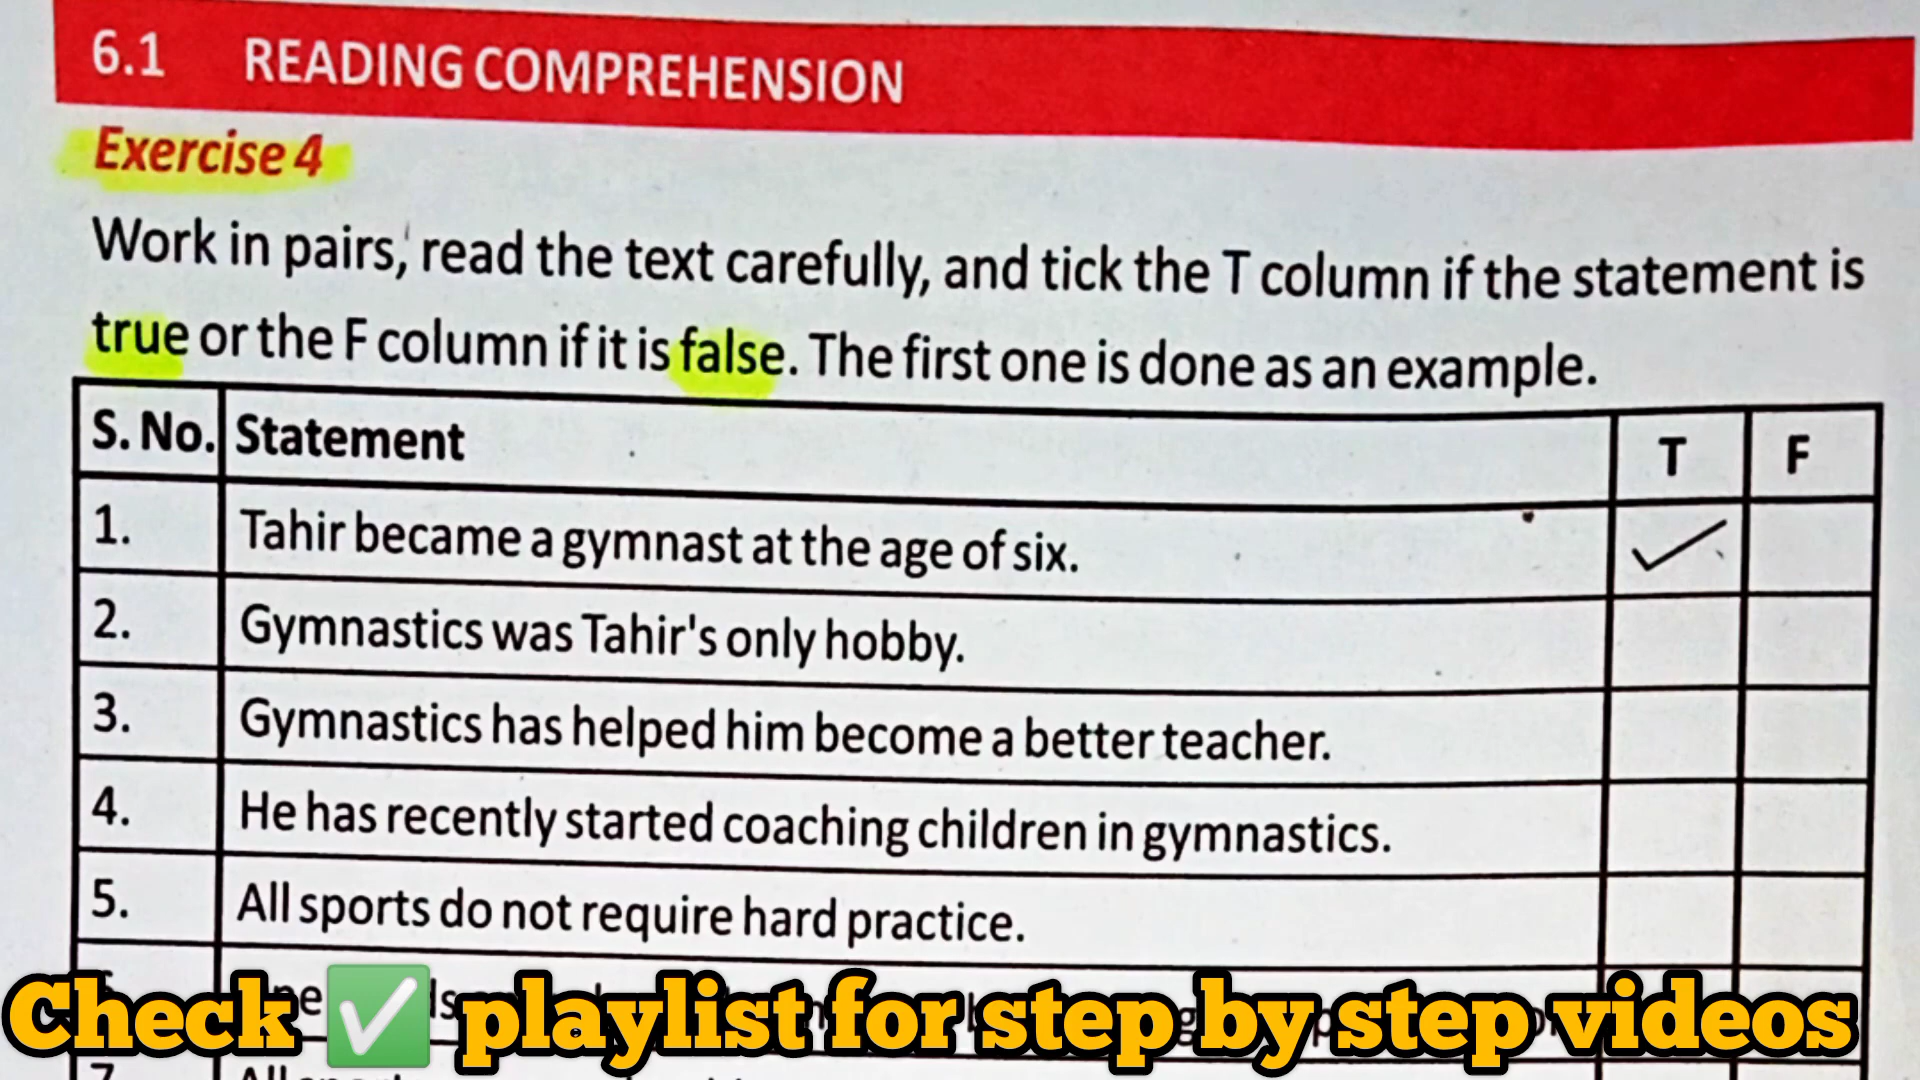 6.1 READING COMPREHENSION
Exercise 4
Work in pairs, read the text carefully, and tick the T column if the statement is
true or the F column if it is false. The first one is done as an example.
S. No. Statement T F
1. Tahir became a gymnast at the age of six.
2. Gymnastics was Tahir's only hobby.
3. Gymnastics has helped him become a better teacher.
4. He has recently started coaching children in gymnastics.
5. All sports do not require hard practice.
Check ✅ playlist for step by step videos
7. All